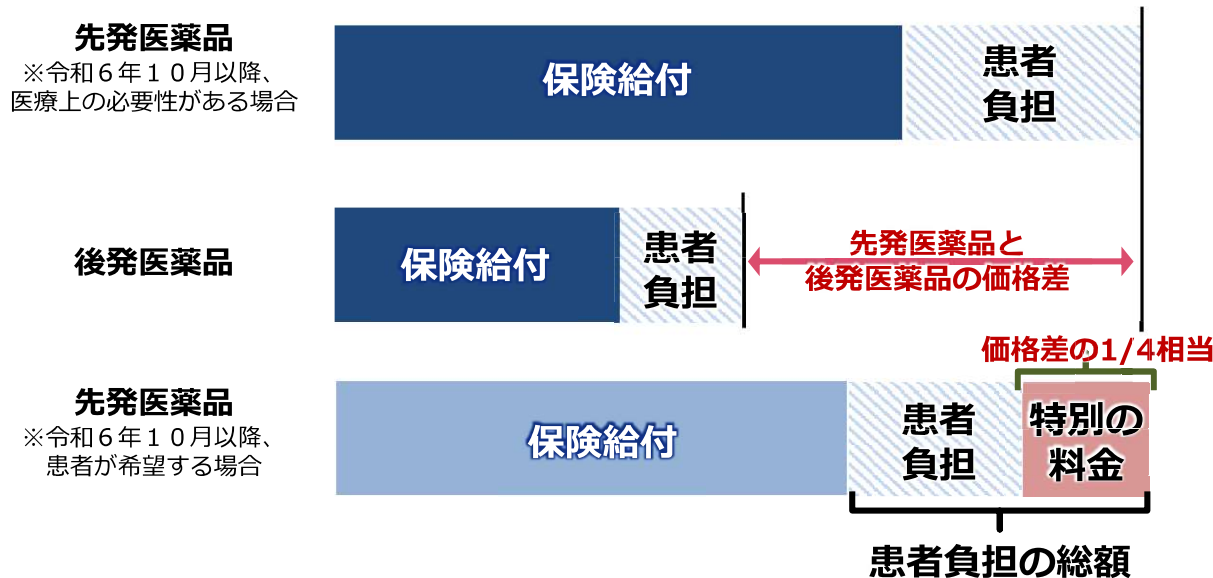 先発医薬品
※令和６年１０月以降、
医療上の必要性がある場合
保険給付
患者
負担
後発医薬品
保険給付
患者
負担
先発医薬品と
後発医薬品の価格差
価格差の1/4相当
先発医薬品
※令和６年１０月以降、
患者が希望する場合
保険給付
患者
負担
特別の
料金
患者負担の総額